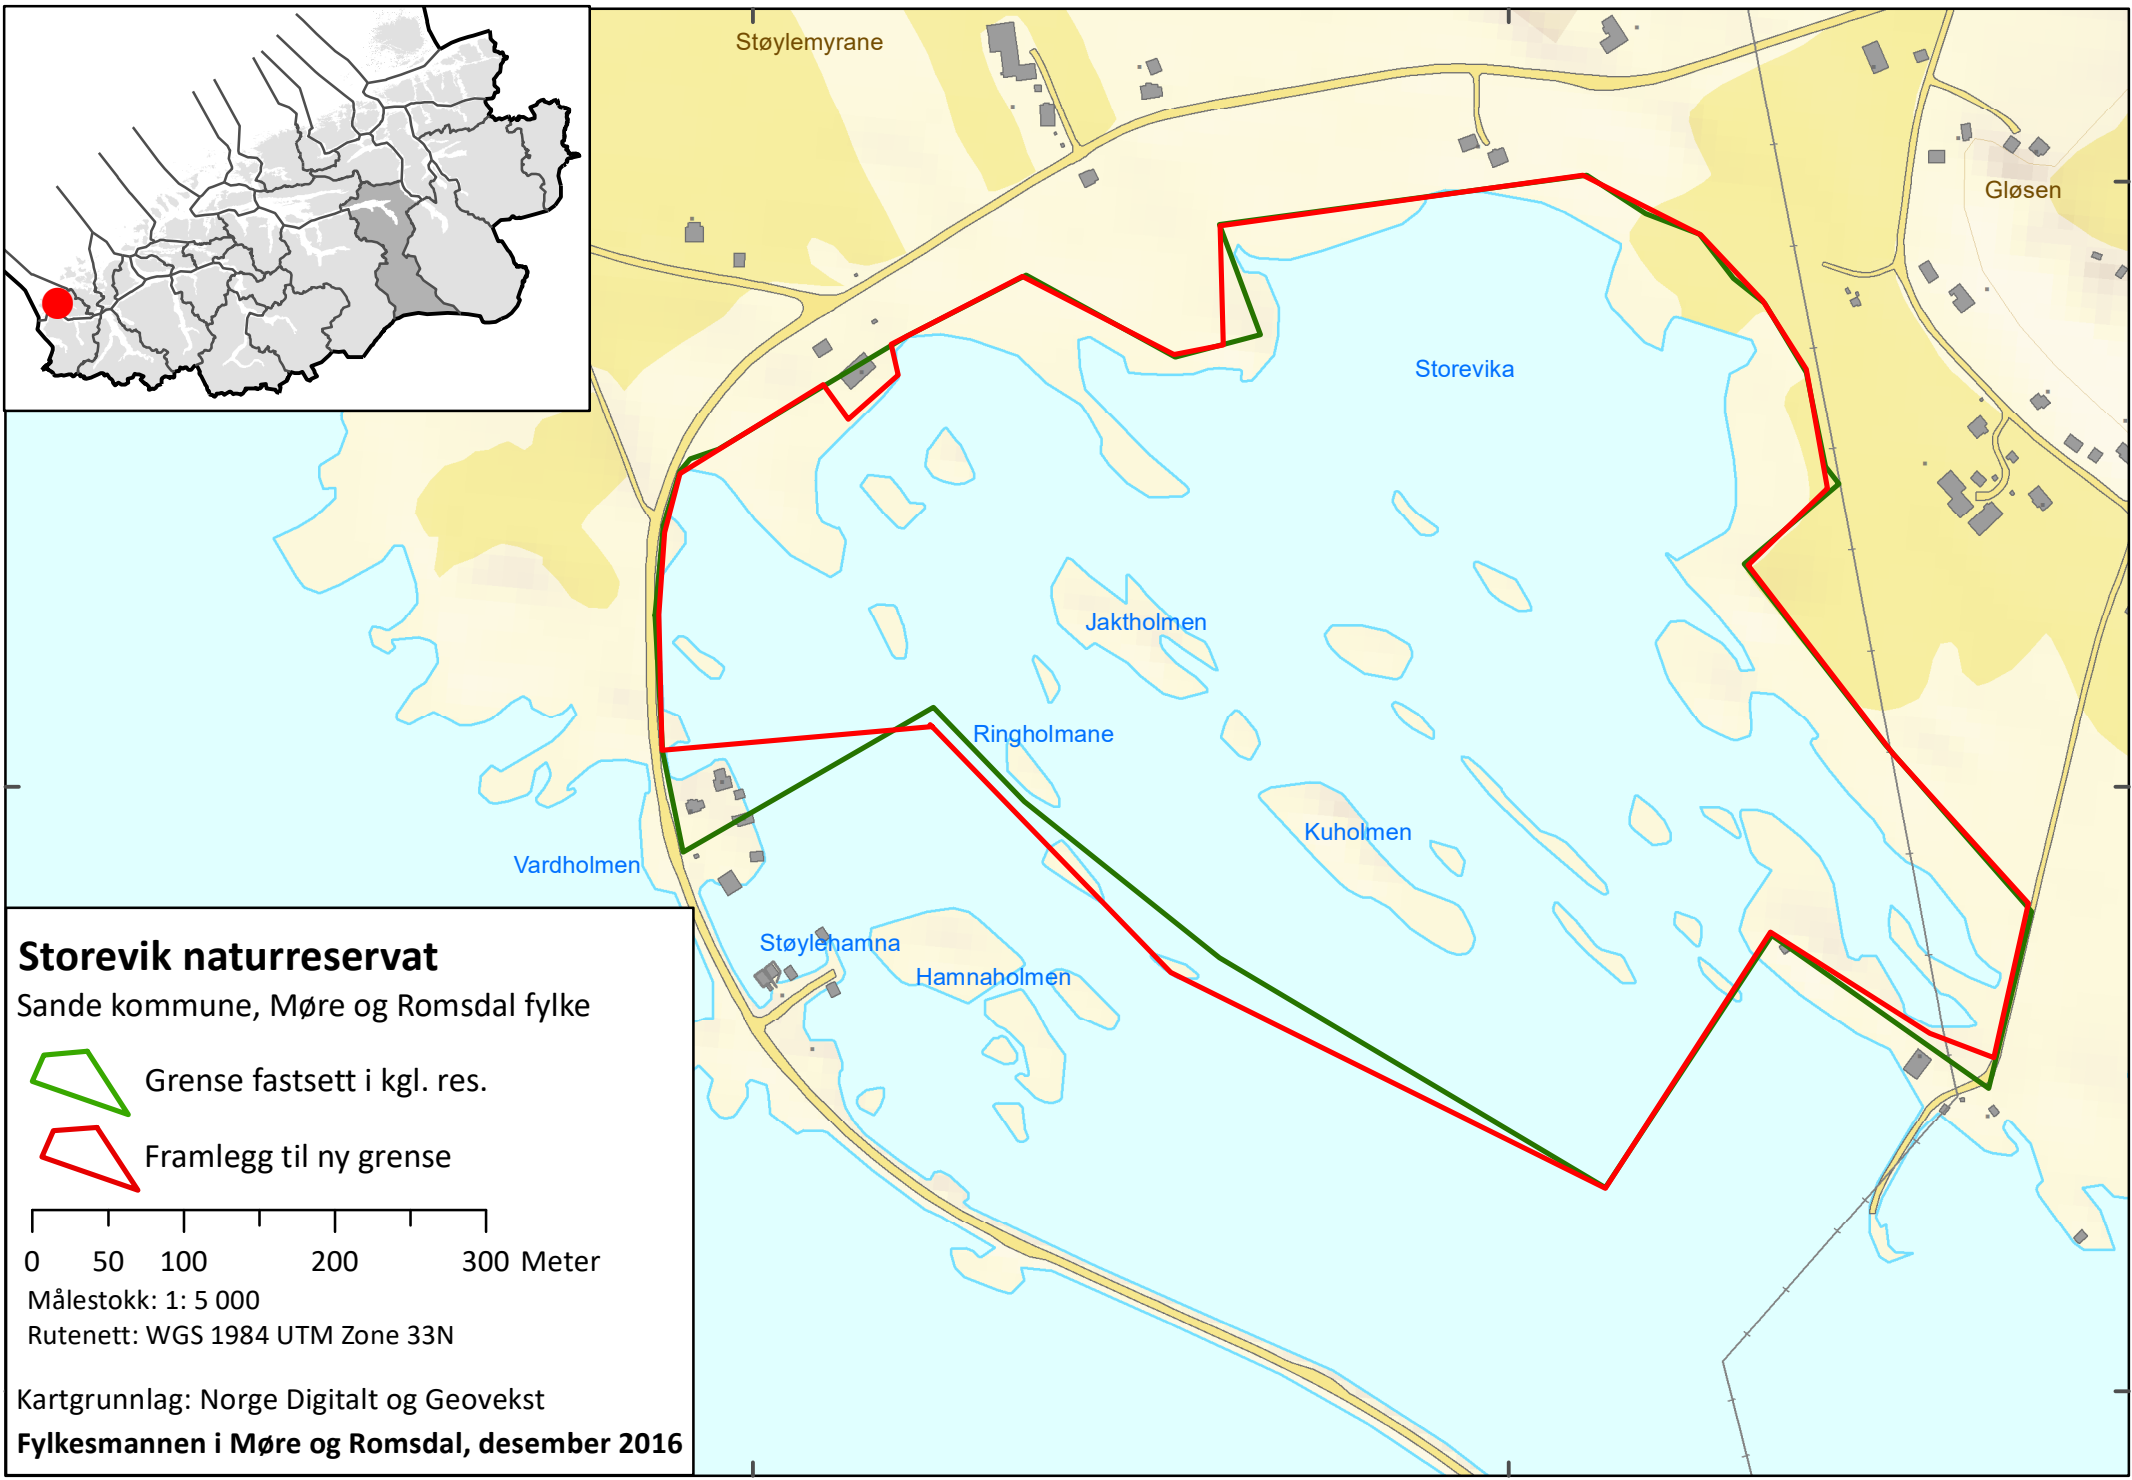 Støylemyrane
Gløsen
Storevika
Jaktholmen
Ringholmane
Kuholmen
Vardholmen
Støylehamna
Hamnaholmen
Storevik naturreservat
Sande kommune, Møre og Romsdal fylke
Grense fastsett i kgl. res.
Framlegg til ny grense
0 50 100 200 300 Meter
Målestokk: 1: 5 000
Rutenett: WGS 1984 UTM Zone 33N
Kartgrunnlag: Norge Digitalt og Geovekst
Fylkesmannen i Møre og Romsdal, desember 2016